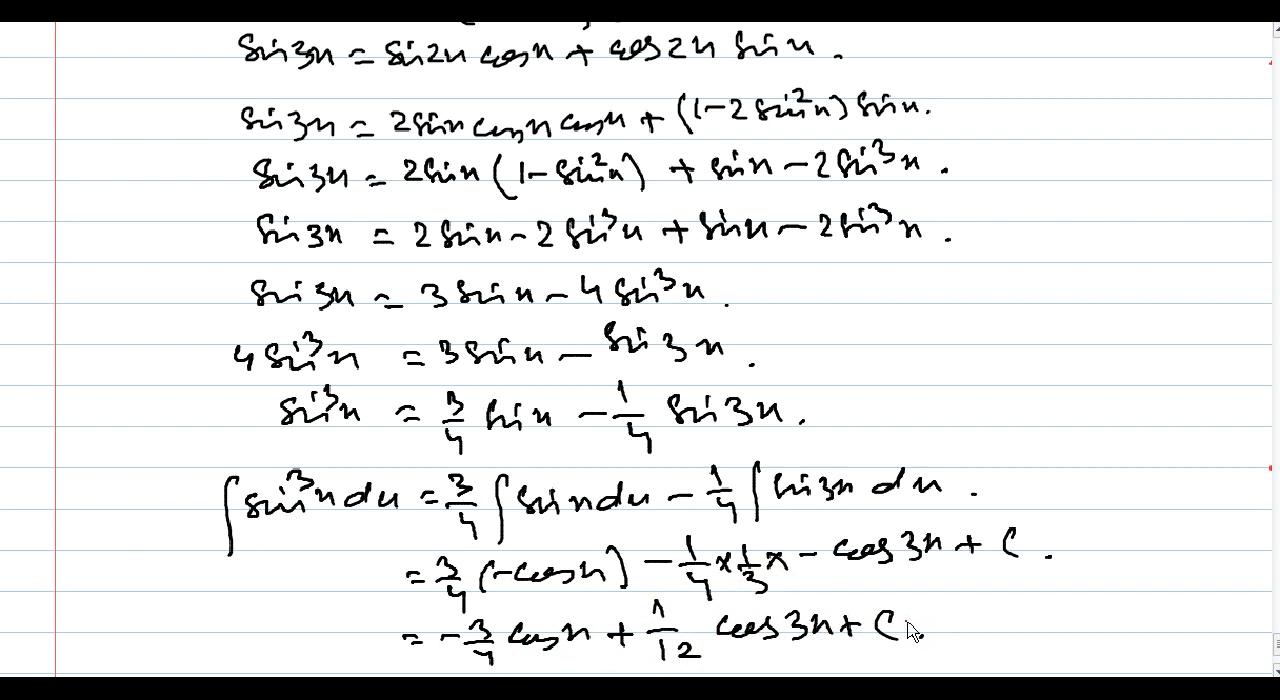 sin3x = sin2x cosx + cos2x sinx.
sin3x = 2sinx cosx cosx + (1-2sin²x) sinx.
sin3x = 2sinx (1-sin²x) + sinx - 2sin³x.
sin3x = 2sinx - 2sin³x + sinx - 2sin³x.
sin3x = 3sinx - 4sin³x.
4sin³x = 3sinx - sin3x.
sin³x = 3/4 sinx - 1/4 sin3x.
∫sin³x dx = 3/4 ∫sinx dx - 1/4 ∫sin3x dx.
= 3/4 (-cosx) - 1/4 × 1/3 × - cos3x + C.
= - 3/4 cosx + 1/12 cos3x + C.